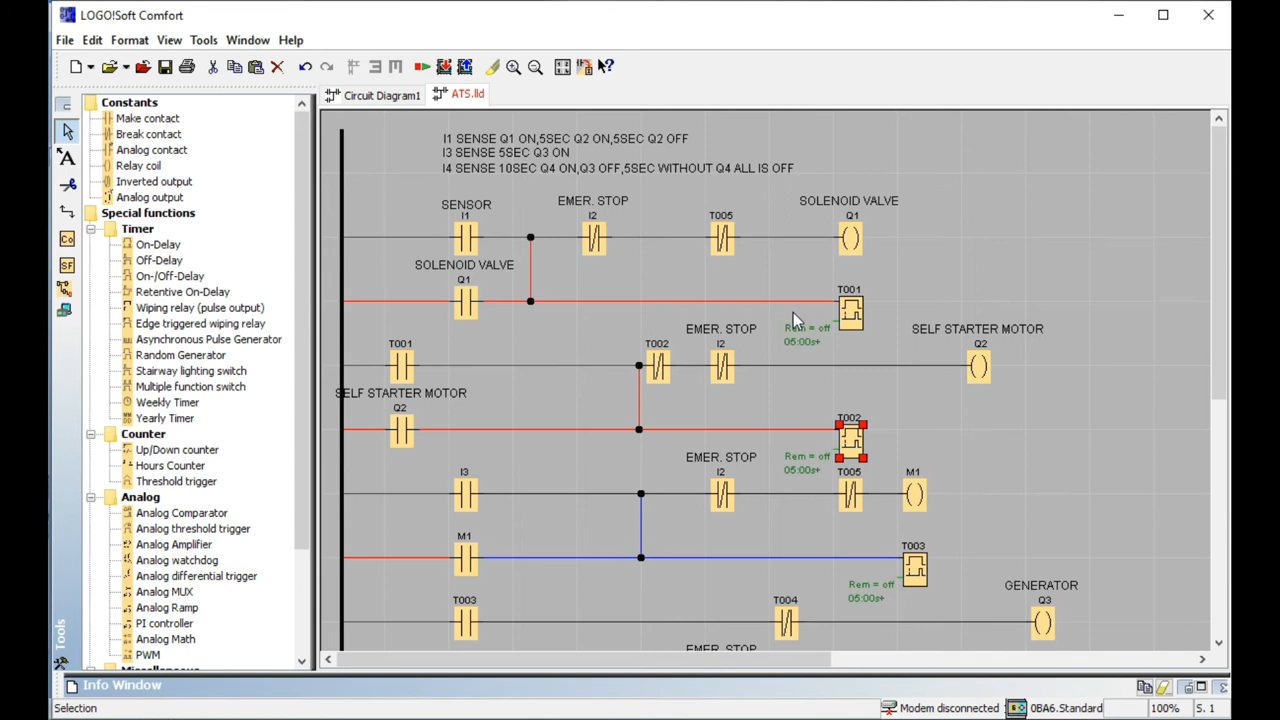 LOGO!Soft Comfort
File Edit Format View Tools Window Help
Circuit Diagram1
ATS.lld
Constants
Make contact
Break contact
Analog contact
Relay coil
Inverted output
Analog output
Special functions
Timer
On-Delay
Off-Delay
On-/Off-Delay
Retentive On-Delay
Wiping relay (pulse output)
Edge triggered wiping relay
Asynchronous Pulse Generator
Random Generator
Stairway lighting switch
Multiple function switch
Weekly Timer
Yearly Timer
Counter
Up/Down counter
Hours Counter
Threshold trigger
Analog
Analog Comparator
Analog threshold trigger
Analog Amplifier
Analog watchdog
Analog differential trigger
Analog MUX
Analog Ramp
PI controller
Analog Math
PWM
Miscellaneous
Co
SF
Tools
I1 SENSE Q1 ON,5SEC Q2 ON,5SEC Q2 OFF
I3 SENSE 5SEC Q3 ON
I4 SENSE 10SEC Q4 ON,Q3 OFF,5SEC WITHOUT Q4 ALL IS OFF
SENSOR EMER. STOP SOLENOID VALVE
I1 I2 T005 Q1
SOLENOID VALVE
Q1 T001
Rem = off
05:00s+
EMER. STOP SELF STARTER MOTOR
T001 T002 I2 Q2
SELF STARTER MOTOR
Q2 T002
Rem = off
05:00s+
EMER. STOP
I3 I2 T005 M1
M1 T003
Rem = off
05:00s+
GENERATOR
T003 T004 Q3
EMER. STOP
Info Window
Selection
Modem disconnected
0BA6.Standard
100%
S. 1